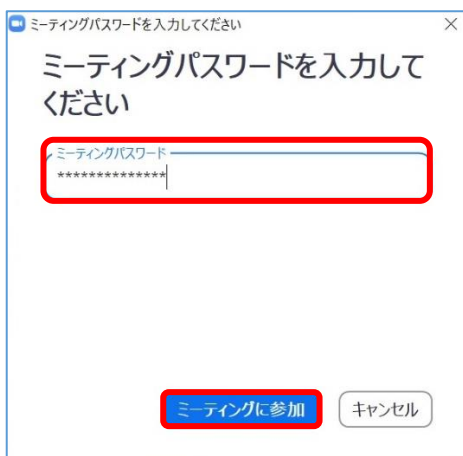 ミーティングパスワードを入力してください
ミーティングパスワードを入力して
ください
ミーティングパスワード
**************
ミーティングに参加
キャンセル